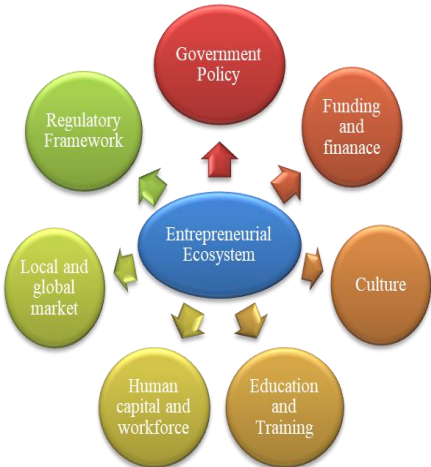 Government
Policy
Funding
and
finanace
Culture
Education
and
Training
Human
capital and
workforce
Local and
global
market
Regulatory
Framework
Entrepreneurial
Ecosystem